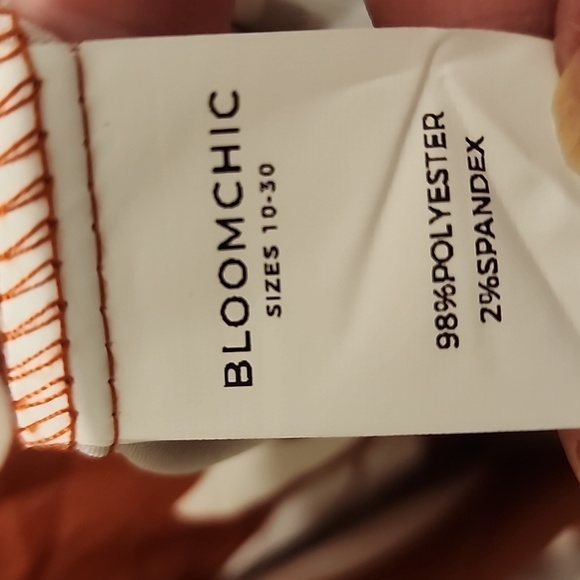 BLOOMCHIC
SIZES 10-30
98%POLYESTER
2%SPANDEX